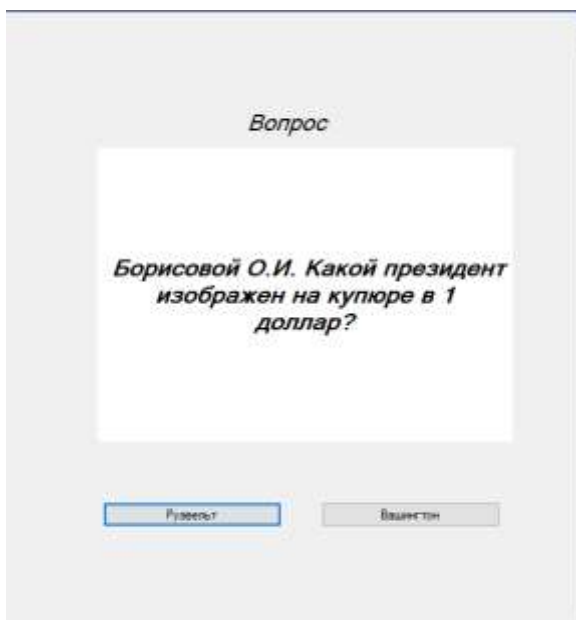 Вопрос
Борисовой О.И. Какой президент
изображен на купюре в 1
доллар?
Рузвельт
Вашингтон